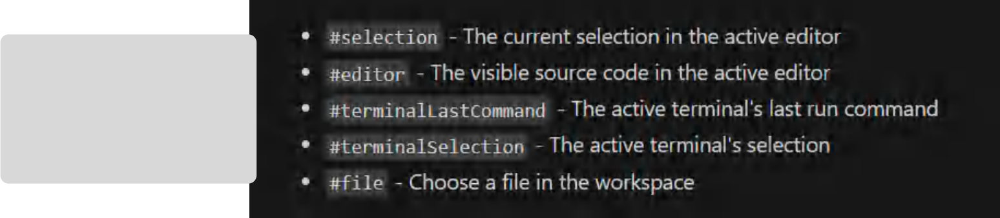 • #selection - The current selection in the active editor
• #editor - The visible source code in the active editor
• #terminalLastCommand - The active terminal's last run command
• #terminalSelection - The active terminal's selection
• #file - Choose a file in the workspace